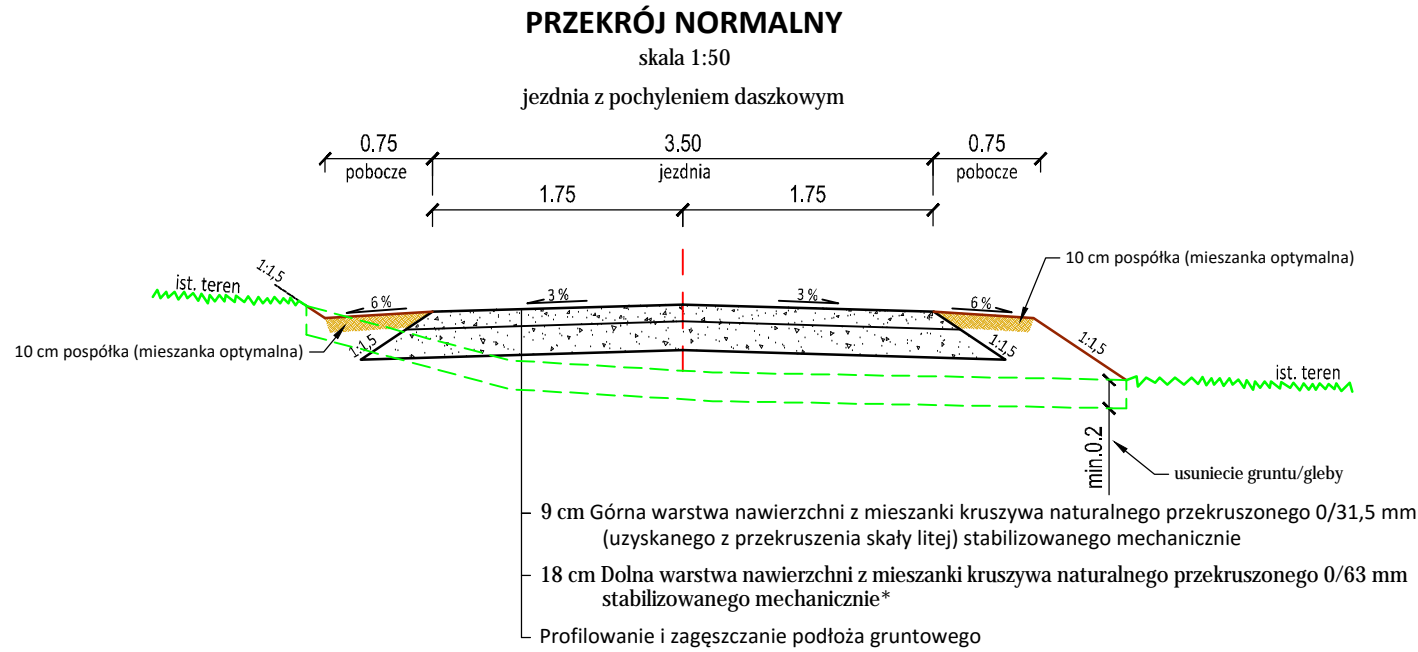 PRZEKRÓJ NORMALNY
skala 1:50
jezdnia z pochyleniem daszkowym
0.75 3.50 0.75
pobocze jezdnia pobocze
1.75 1.75
10 cm pospółka (mieszanka optymalna)
ist. teren 1:1,5
6 % 3 % 3 % 6 %
10 cm pospółka (mieszanka optymalna)
1:1,5 1:1,5 1:1,5
ist. teren
min.0.2
usuniecie gruntu/gleby
9 cm Górna warstwa nawierzchni z mieszanki kruszywa naturalnego przekruszonego 0/31,5 mm
(uzyskanego z przekruszenia skały litej) stabilizowanego mechanicznie
18 cm Dolna warstwa nawierzchni z mieszanki kruszywa naturalnego przekruszonego 0/63 mm
stabilizowanego mechanicznie*
Profilowanie i zagęszczanie podłoża gruntowego